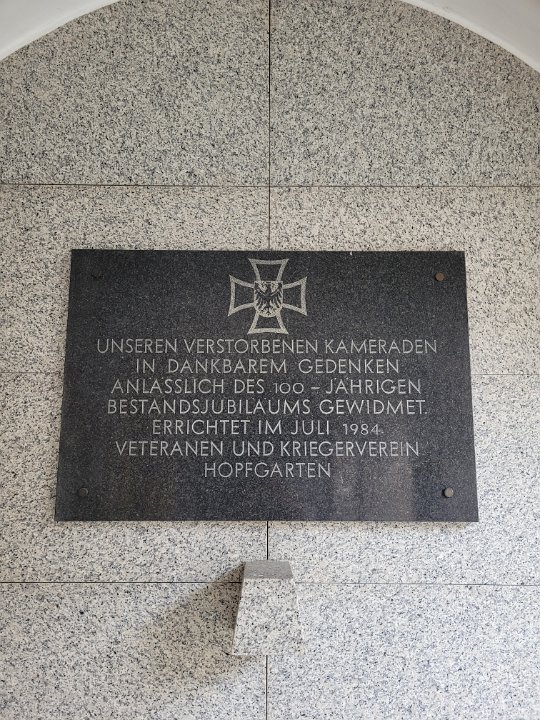 UNSEREN VERSTORBENEN KAMERADEN
IN DANKBAREM GEDENKEN
ANLÄSSLICH DES 100 – JÄHRIGEN
BESTANDSJUBILÄUMS GEWIDMET.
ERRICHTET IM JULI 1984
VETERANEN UND KRIEGERVEREIN
HOPFGARTEN